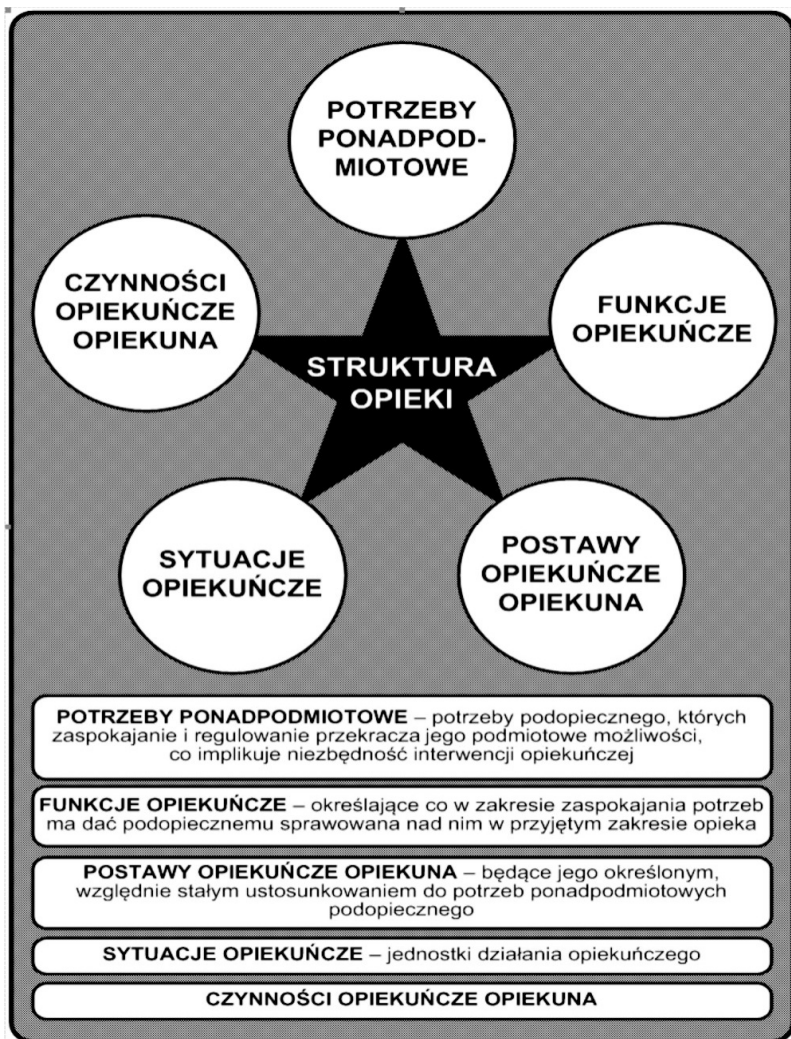 POTRZEBY
PONADPOD-
MIOTOWE
CZYNNOŚCI
OPIEKUŃCZE
OPIEKUNA
FUNKCJE
OPIEKUŃCZE
STRUKTURA
OPIEKI
SYTUACJE
OPIEKUŃCZE
POSTAWY
OPIEKUŃCZE
OPIEKUNA
POTRZEBY PONADPODMIOTOWE – potrzeby podopiecznego, których
zaspokajanie i regulowanie przekracza jego podmiotowe możliwości,
co implikuje niezbędność interwencji opiekuńczej
FUNKCJE OPIEKUŃCZE – określające co w zakresie zaspokajania potrzeb
ma dać podopiecznemu sprawowana nad nim w przyjętym zakresie opieka
POSTAWY OPIEKUŃCZE OPIEKUNA – będące jego określonym,
względnie stałym ustosunkowaniem do potrzeb ponadpodmiotowych
podopiecznego
SYTUACJE OPIEKUŃCZE – jednostki działania opiekuńczego
CZYNNOŚCI OPIEKUŃCZE OPIEKUNA